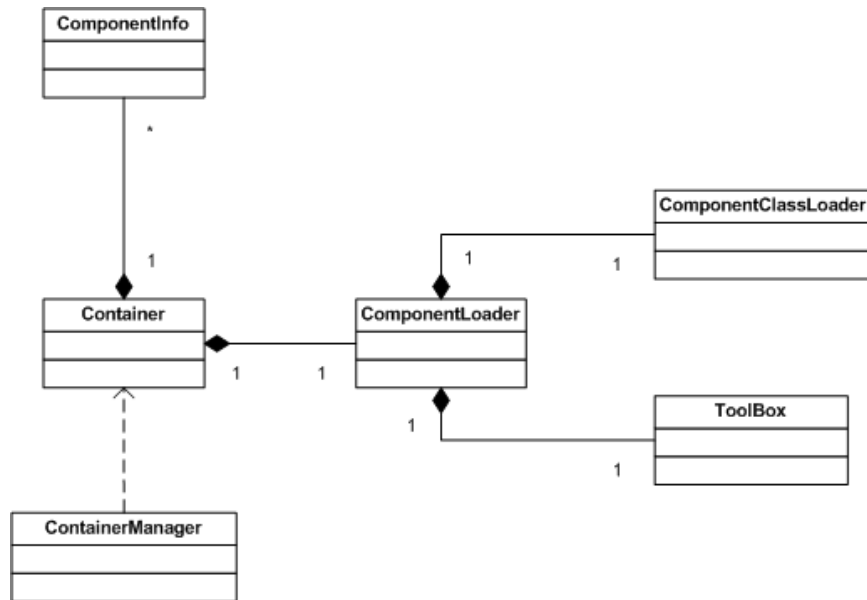 ComponentInfo
*
1
Container
1
1
ComponentLoader
1
1
ComponentClassLoader
1
1
ToolBox
ContainerManager